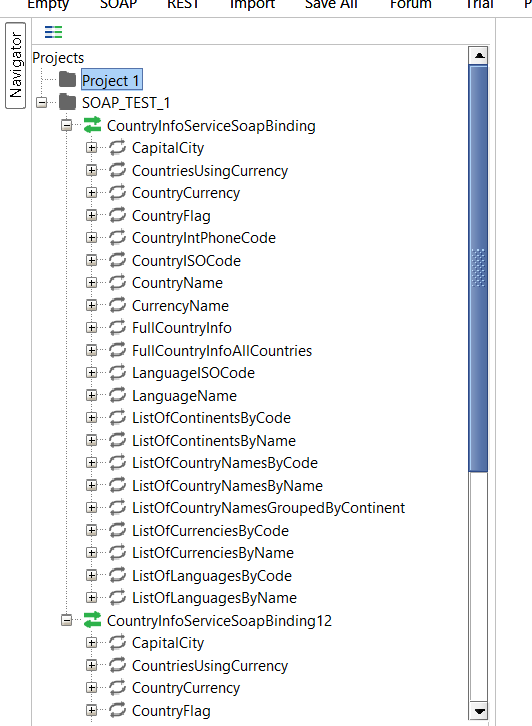 Empty SOAP REST Import Save All Forum Trial
Navigator
Projects
Project 1
SOAP_TEST_1
CountryInfoServiceSoapBinding
CapitalCity
CountriesUsingCurrency
CountryCurrency
CountryFlag
CountryIntPhoneCode
CountryISOCode
CountryName
CurrencyName
FullCountryInfo
FullCountryInfoAllCountries
LanguageISOCode
LanguageName
ListOfContinentsByCode
ListOfContinentsByName
ListOfCountryNamesByCode
ListOfCountryNamesByName
ListOfCountryNamesGroupedByContinent
ListOfCurrenciesByCode
ListOfCurrenciesByName
ListOfLanguagesByCode
ListOfLanguagesByName
CountryInfoServiceSoapBinding12
CapitalCity
CountriesUsingCurrency
CountryCurrency
CountryFlag